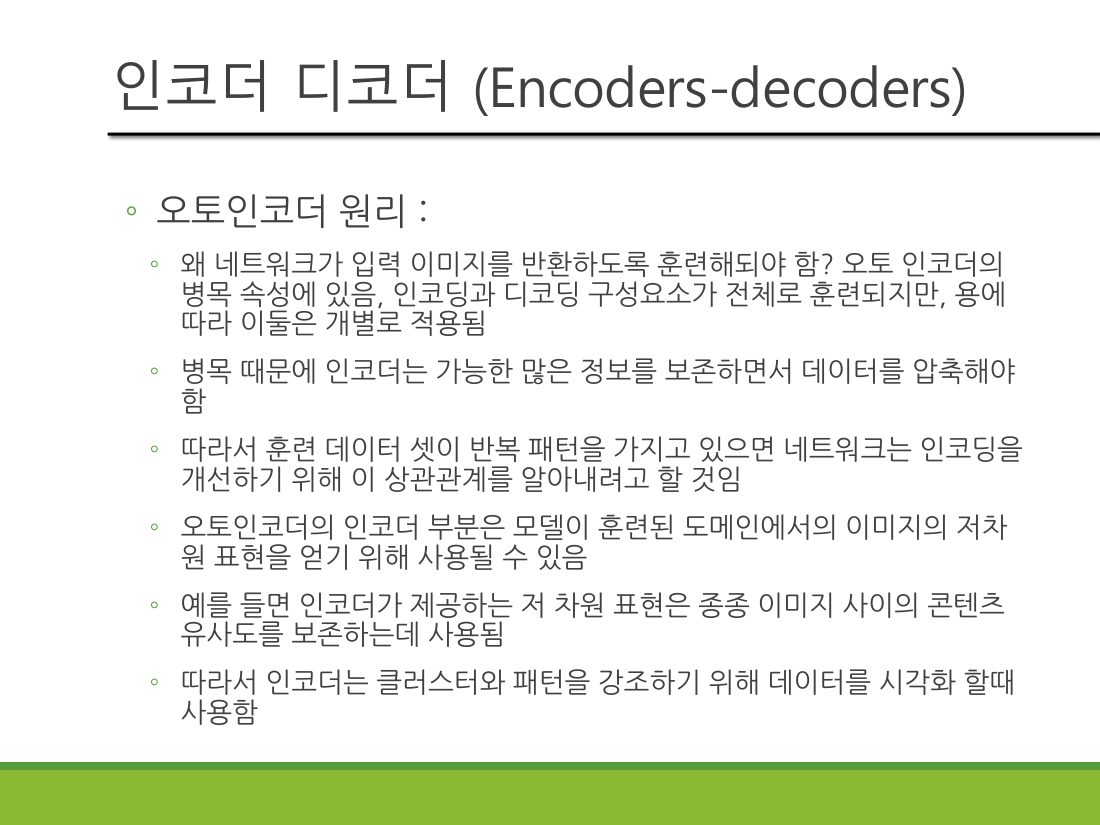 인코더 디코더 (Encoders-decoders)
◦ 오토인코더 원리 :
◦ 왜 네트워크가 입력 이미지를 반환하도록 훈련해되야 함? 오토 인코더의
병목 속성에 있음, 인코딩과 디코딩 구성요소가 전체로 훈련되지만, 용에
따라 이둘은 개별로 적용됨
◦ 병목 때문에 인코더는 가능한 많은 정보를 보존하면서 데이터를 압축해야
함
◦ 따라서 훈련 데이터 셋이 반복 패턴을 가지고 있으면 네트워크는 인코딩을
개선하기 위해 이 상관관계를 알아내려고 할 것임
◦ 오토인코더의 인코더 부분은 모델이 훈련된 도메인에서의 이미지의 저차
원 표현을 얻기 위해 사용될 수 있음
◦ 예를 들면 인코더가 제공하는 저 차원 표현은 종종 이미지 사이의 콘텐츠
유사도를 보존하는데 사용됨
◦ 따라서 인코더는 클러스터와 패턴을 강조하기 위해 데이터를 시각화 할때
사용함